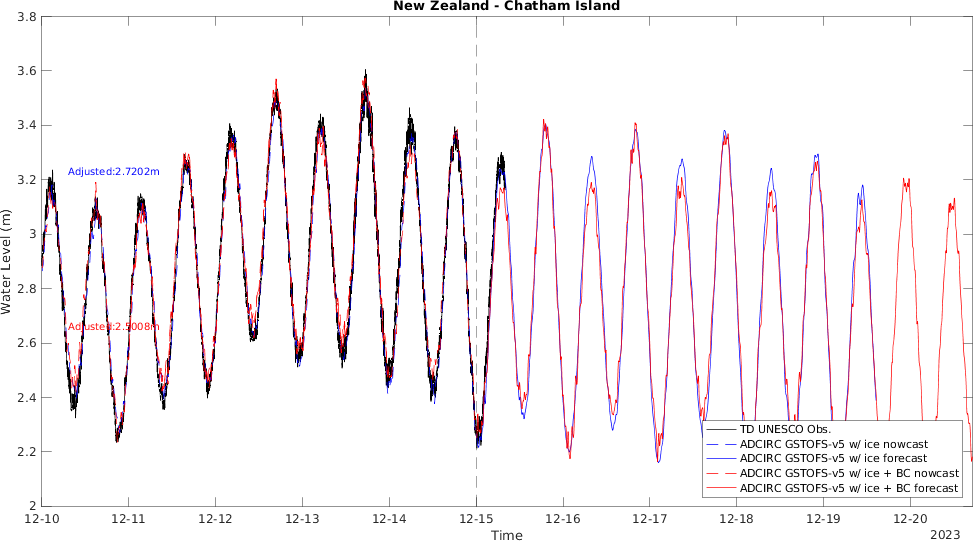 New Zealand - Chatham Island
3.8
3.6
3.4
3.2
3
2.8
2.6
2.4
2.2
2
Water Level (m)
Adjusted:2.7202m
Adjusted:2.5008m
TD UNESCO Obs.
ADCIRC GSTOFS-v5 w/ ice nowcast
ADCIRC GSTOFS-v5 w/ ice forecast
ADCIRC GSTOFS-v5 w/ ice + BC nowcast
ADCIRC GSTOFS-v5 w/ ice + BC forecast
12-10 12-11 12-12 12-13 12-14 12-15 12-16 12-17 12-18 12-19 12-20
Time
2023